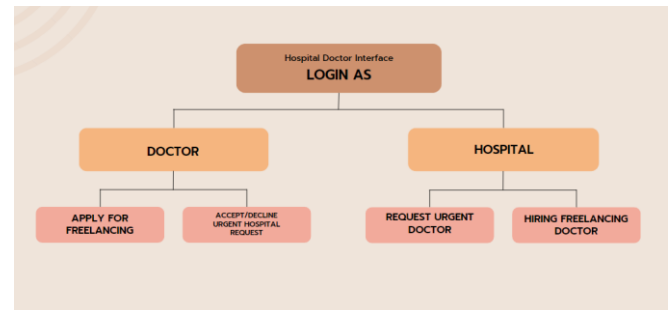 Hospital Doctor Interface
LOGIN AS
DOCTOR
HOSPITAL
APPLY FOR
FREELANCING
ACCEPT/DECLINE
URGENT HOSPITAL
REQUEST
REQUEST URGENT
DOCTOR
HIRING FREELANCING
DOCTOR